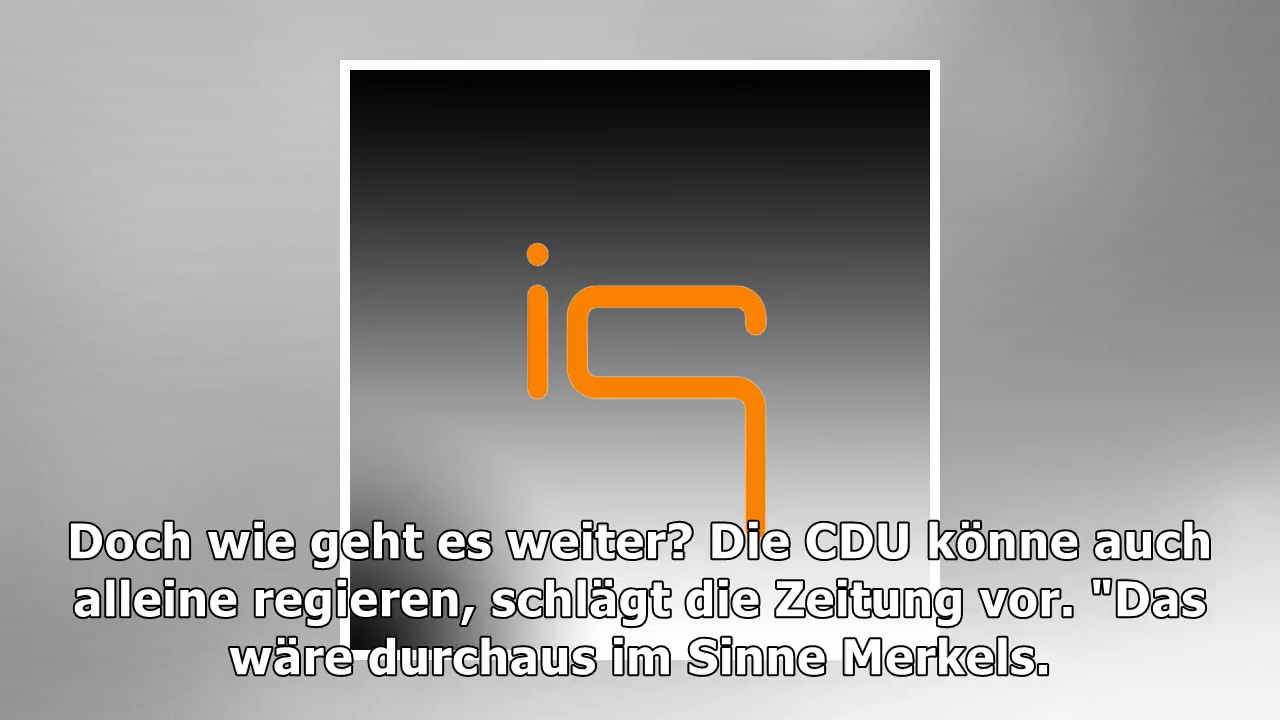 iq
Doch wie geht es weiter? Die CDU könne auch
alleine regieren, schlägt die Zeitung vor. "Das
wäre durchaus im Sinne Merkels.